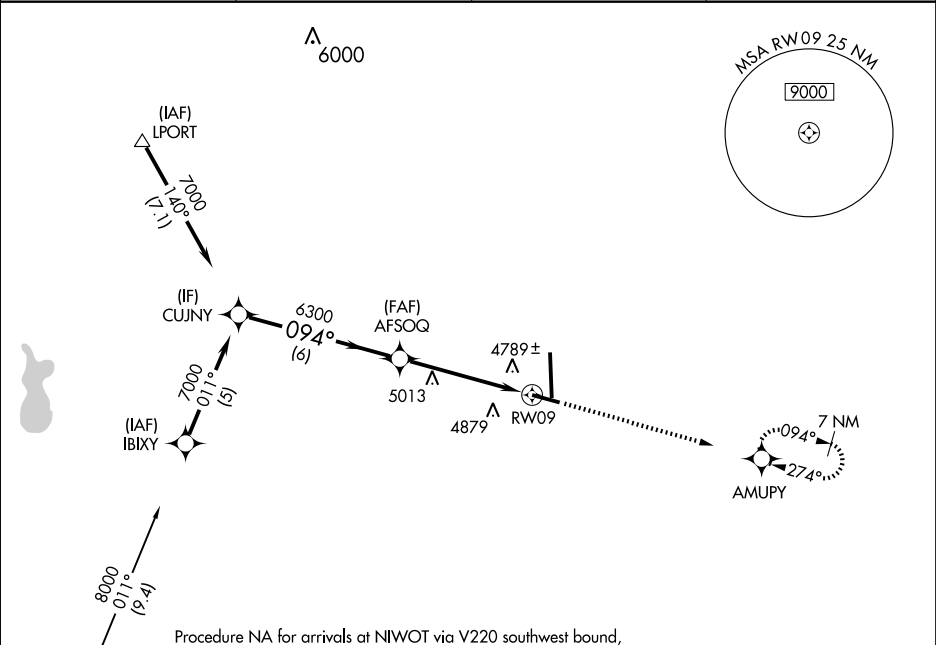 6000
MSA RW09 25 NM
9000
(IAF)
LPORT
7000
140°
(7.1)
(IF)
CUJNY
6300
094°
(6)
(FAF)
AFSOQ
5013
4789±
4879
RW09
7000
011°
(5)
(IAF)
IBIXY
7 NM
094°
274°
AMUPY
8000
011°
(9.4)
Procedure NA for arrivals at NIWOT via V220 southwest bound,